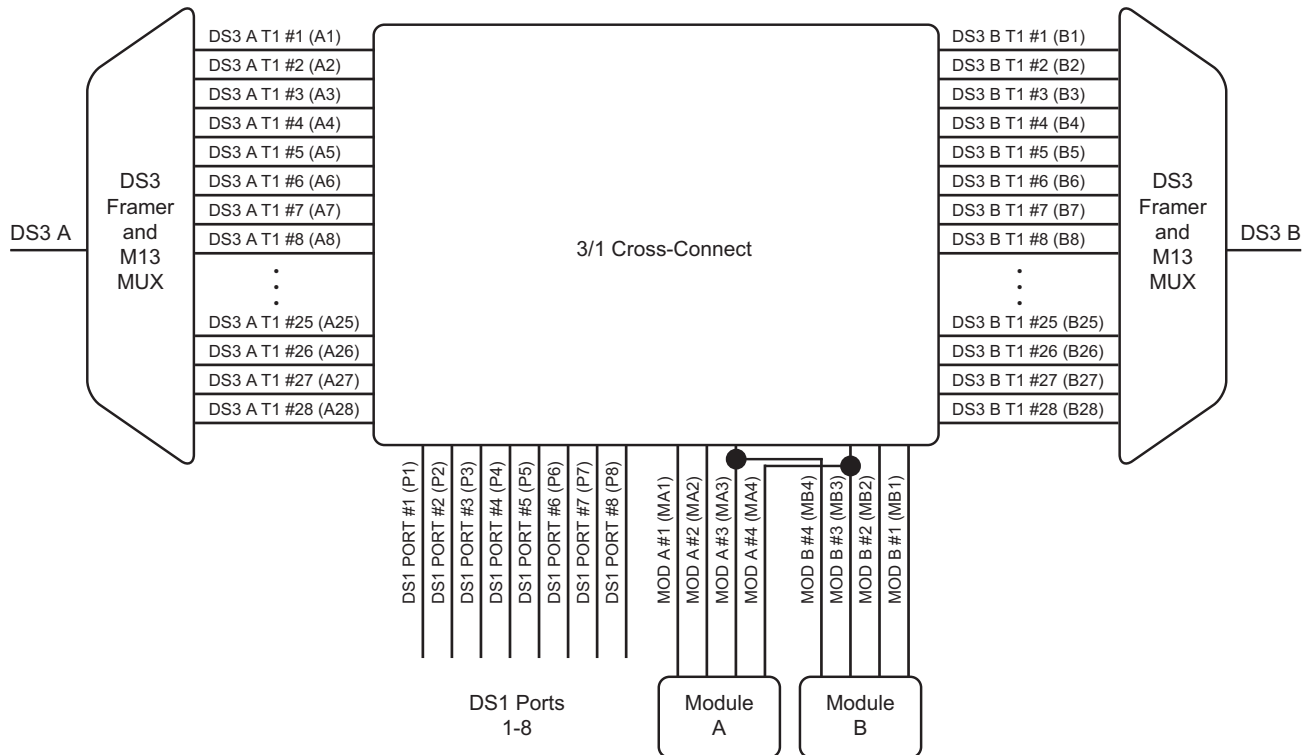 DS3 A
DS3
Framer
and
M13
MUX
DS3 A T1 #1 (A1)
DS3 A T1 #2 (A2)
DS3 A T1 #3 (A3)
DS3 A T1 #4 (A4)
DS3 A T1 #5 (A5)
DS3 A T1 #6 (A6)
DS3 A T1 #7 (A7)
DS3 A T1 #8 (A8)
DS3 A T1 #25 (A25)
DS3 A T1 #26 (A26)
DS3 A T1 #27 (A27)
DS3 A T1 #28 (A28)
3/1 Cross-Connect
DS3 B T1 #1 (B1)
DS3 B T1 #2 (B2)
DS3 B T1 #3 (B3)
DS3 B T1 #4 (B4)
DS3 B T1 #5 (B5)
DS3 B T1 #6 (B6)
DS3 B T1 #7 (B7)
DS3 B T1 #8 (B8)
DS3 B T1 #25 (B25)
DS3 B T1 #26 (B26)
DS3 B T1 #27 (B27)
DS3 B T1 #28 (B28)
DS3
Framer
and
M13
MUX
DS3 B
DS1 PORT #1 (P1)
DS1 PORT #2 (P2)
DS1 PORT #3 (P3)
DS1 PORT #4 (P4)
DS1 PORT #5 (P5)
DS1 PORT #6 (P6)
DS1 PORT #7 (P7)
DS1 PORT #8 (P8)
MOD A #1 (MA1)
MOD A #2 (MA2)
MOD A #3 (MA3)
MOD A #4 (MA4)
MOD B #4 (MB4)
MOD B #3 (MB3)
MOD B #2 (MB2)
MOD B #1 (MB1)
DS1 Ports
1-8
Module
A
Module
B